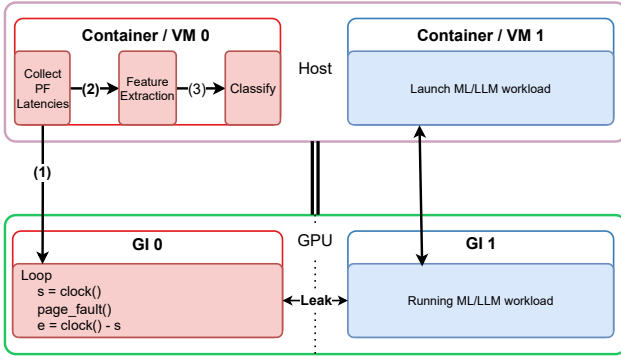 Container / VM 0
Collect
PF
Latencies
(2)
Feature
Extraction
(3)
Classify
Host
Container / VM 1
Launch ML/LLM workload
(1)
GPU
GI 0
Loop
s = clock()
page_fault()
e = clock() - s
Leak
GI 1
Running ML/LLM workload